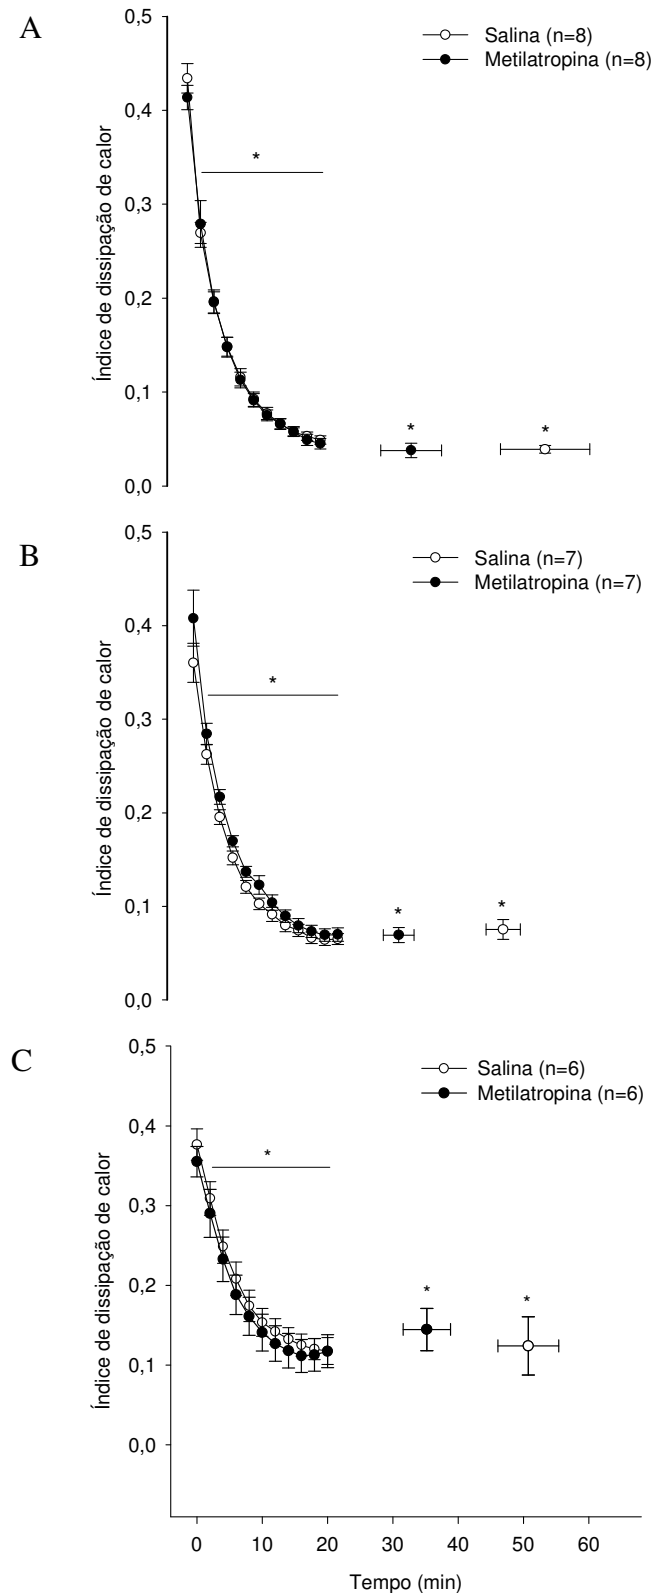 A
0,5
Salina (n=8)
Metilatropina (n=8)
0,4
*
0,3
0,2
0,1
* *
0,0
Índice de dissipação de calor
B
0,5
Salina (n=7)
Metilatropina (n=7)
0,4
*
0,3
0,2
0,1
* *
0,0
Índice de dissipação de calor
C
0,5
Salina (n=6)
Metilatropina (n=6)
0,4
*
0,3
0,2
* *
0,1
0,0
Índice de dissipação de calor
0 10 20 30 40 50 60
Tempo (min)